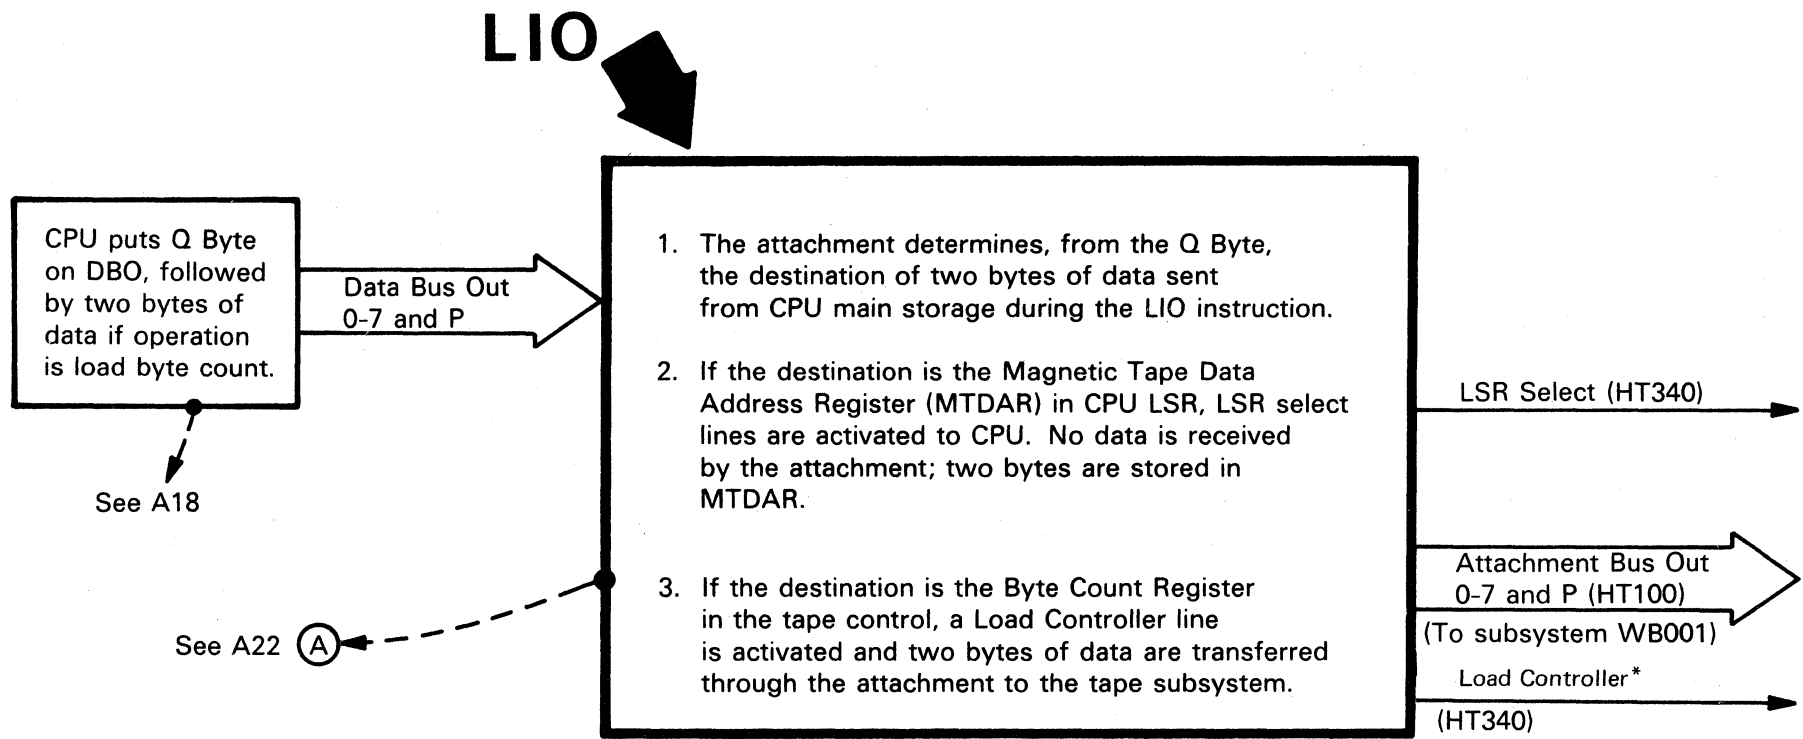 LIO
CPU puts Q Byte
on DBO, followed
by two bytes of
data if operation
is load byte count.
See A18
Data Bus Out
0-7 and P
1. The attachment determines, from the Q Byte,
the destination of two bytes of data sent
from CPU main storage during the LIO instruction.
2. If the destination is the Magnetic Tape Data
Address Register (MTDAR) in CPU LSR, LSR select
lines are activated to CPU. No data is received
by the attachment; two bytes are stored in
MTDAR.
3. If the destination is the Byte Count Register
in the tape control, a Load Controller line
is activated and two bytes of data are transferred
through the attachment to the tape subsystem.
See A22 A
LSR Select (HT340)
Attachment Bus Out
0-7 and P (HT100)
(To subsystem WB001)
Load Controller*
(HT340)